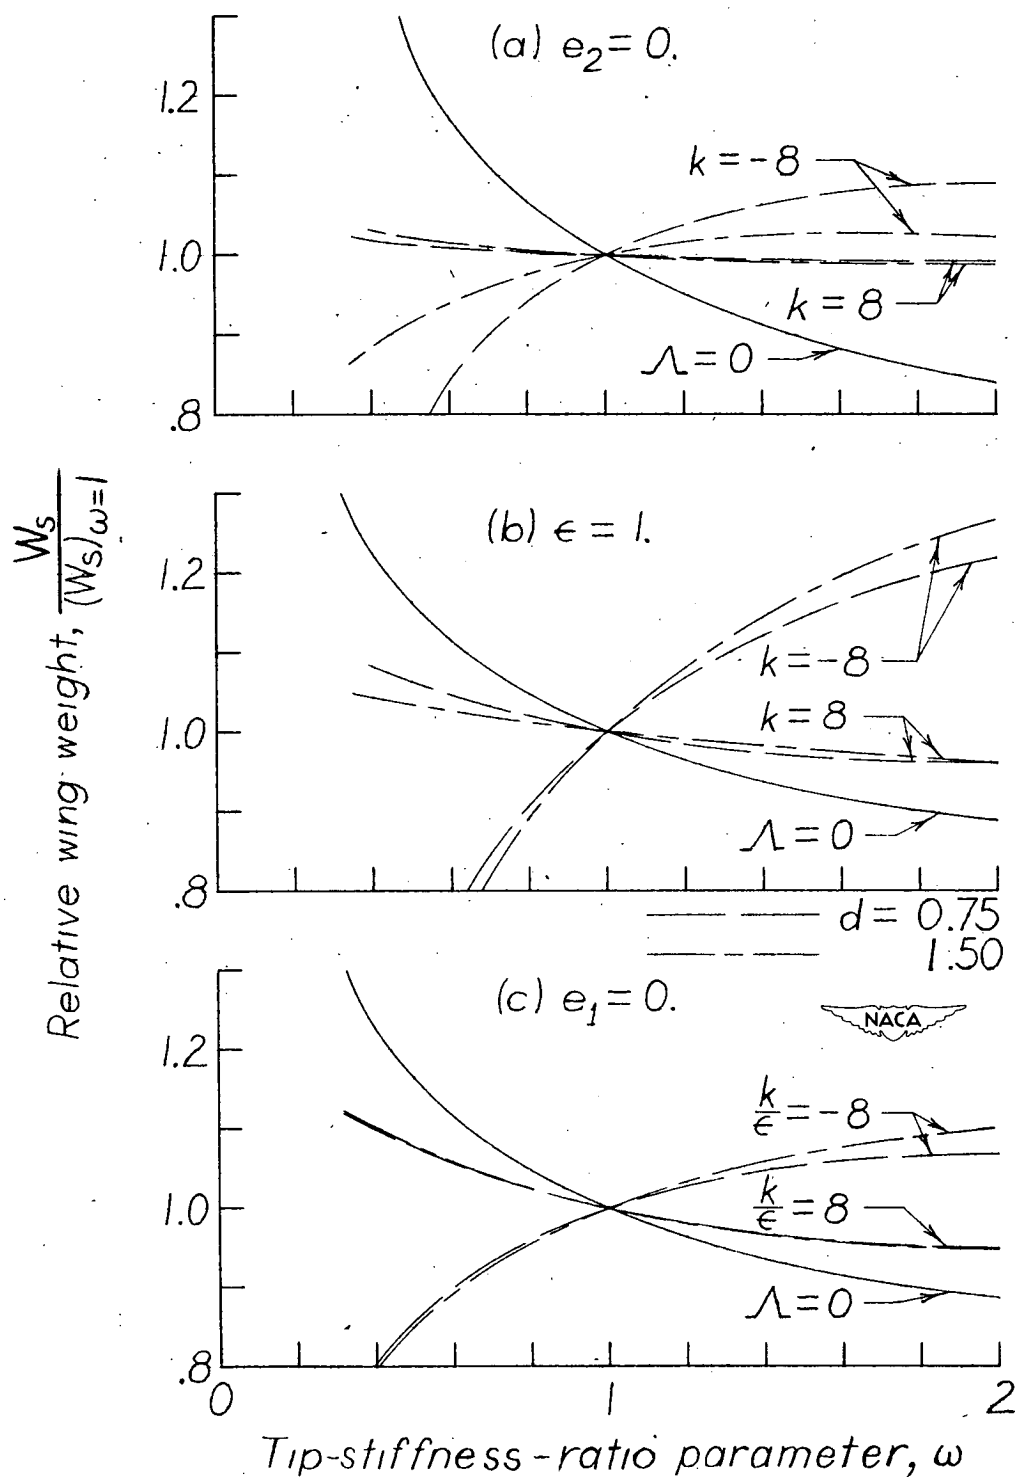 (a) e₂ = 0.
1.2
k = -8
1.0
k = 8
Λ = 0
.8
(b) ϵ = 1.
1.2
k = -8
k = 8
1.0
Λ = 0
.8
d = 0.75
1.50
(c) e₁ = 0.
NACA
1.2
k/ϵ = -8
k/ϵ = 8
1.0
Λ = 0
.8
0 1 2
Tip-stiffness-ratio parameter, ω
Relative wing weight, Wₛ/(Wₛ)ω=1